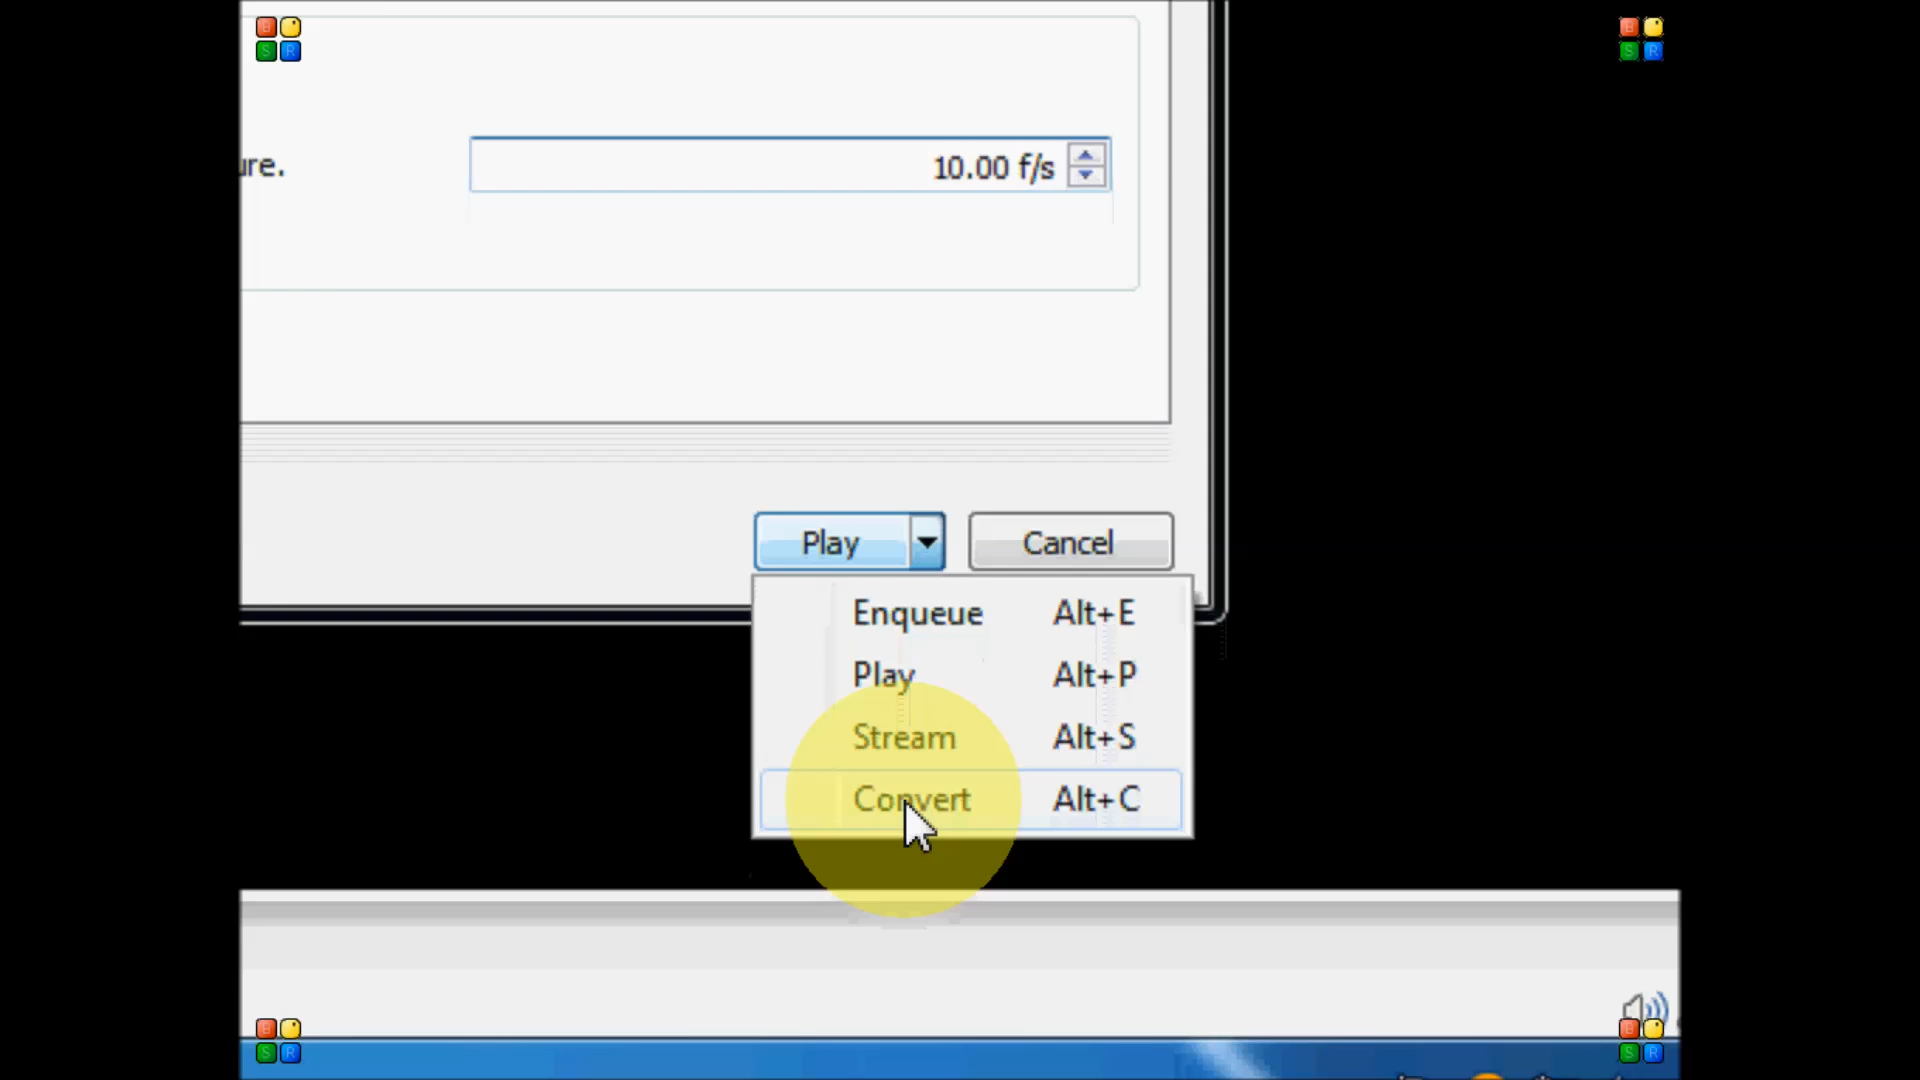 B
S R
B
S R
ure.
10.00 f/s
Play
Cancel
Enqueue Alt+E
Play Alt+P
Stream Alt+S
Convert Alt+C
B
S R
B
S R